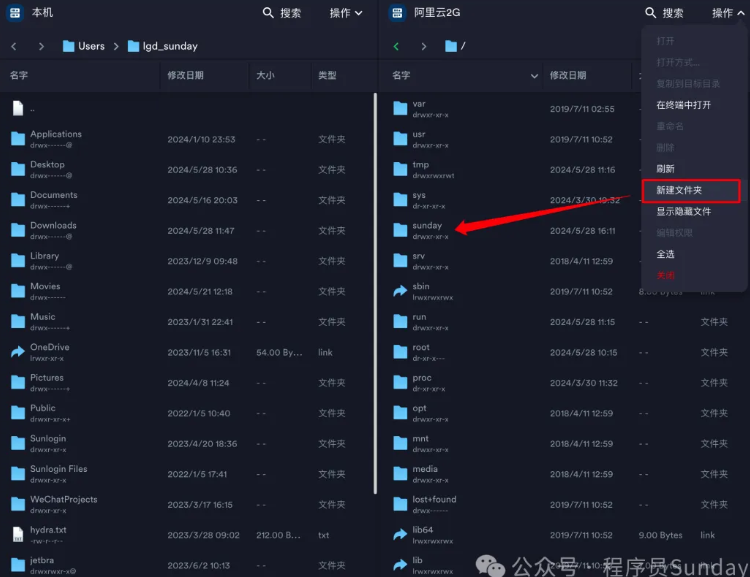 本机
搜索
操作
Users
lgd_sunday
名字
修改日期
大小
类型
..
Applications
drwx------@
2024/1/10 23:53
--
文件夹
Desktop
drwx------@
2024/5/28 10:36
--
文件夹
Documents
drwx------+
2024/5/16 20:03
--
文件夹
Downloads
drwx------@
2024/5/28 11:47
--
文件夹
Library
drwx------@
2023/12/9 09:48
--
文件夹
Movies
drwx------
2024/5/21 12:18
--
文件夹
Music
drwx------+
2023/1/31 22:41
--
文件夹
OneDrive
lrwxr-xr-x
2023/11/5 16:31
54.00 By...
link
Pictures
drwx------+
2024/4/8 11:24
--
文件夹
Public
drwxr-xr-x+
2022/1/5 10:40
--
文件夹
Sunlogin
drwxr-xr-x
2023/4/20 18:36
--
文件夹
Sunlogin Files
drwxr-xr-x
2022/1/5 17:41
--
文件夹
WeChatProjects
drwxr-xr-x
2023/3/17 16:15
--
文件夹
hydra.txt
-rw-r--r--
2023/3/28 09:02
212.00 B...
txt
jetbra
drwxrwxr-x@
2023/6/2 10:13
--
文件夹
阿里云2G
搜索
操作
/
名字
修改日期
var
drwxr-xr-x
2019/7/11 02:55
usr
drwxr-xr-x
2019/7/11 10:52
tmp
drwxrwxrwt
2024/5/28 11:16
sys
dr-xr-xr-x
2024/3/30 19:32
sunday
drwxr-xr-x
2024/5/28 16:11
srv
drwxr-xr-x
2018/4/11 12:59
sbin
lrwxrwxrwx
2019/7/11 10:52
8.00 Bytes
link
run
drwxr-xr-x
2024/5/28 11:15
--
文件夹
root
dr-xr-x---
2024/5/28 10:15
--
文件夹
proc
dr-xr-xr-x
2024/3/30 11:32
--
文件夹
opt
drwxr-xr-x
2018/4/11 12:59
--
文件夹
mnt
drwxr-xr-x
2018/4/11 12:59
--
文件夹
media
drwxr-xr-x
2018/4/11 12:59
--
文件夹
lost+found
drwx------
2019/7/11 10:52
--
文件夹
lib64
lrwxrwxrwx
2019/7/11 10:52
9.00 Bytes
link
lib
lrwxrwxrwx
2019/7/11 10:52
打开
打开方式...
复制到目标目录
在终端中打开
重命名
删除
刷新
新建文件夹
显示隐藏文件
编辑权限
全选
关闭
公众号 · 程序员Sunday